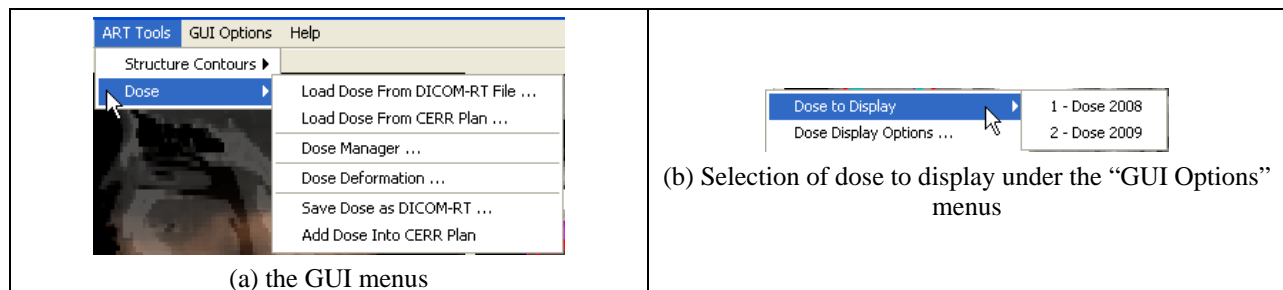 ART Tools GUI Options Help
Structure Contours
Dose
Load Dose From DICOM-RT File ...
Load Dose From CERR Plan ...
Dose Manager ...
Dose Deformation ...
Save Dose as DICOM-RT ...
Add Dose Into CERR Plan
(a) the GUI menus
Dose to Display
Dose Display Options ...
1 - Dose 2008
2 - Dose 2009
(b) Selection of dose to display under the “GUI Options”
menus